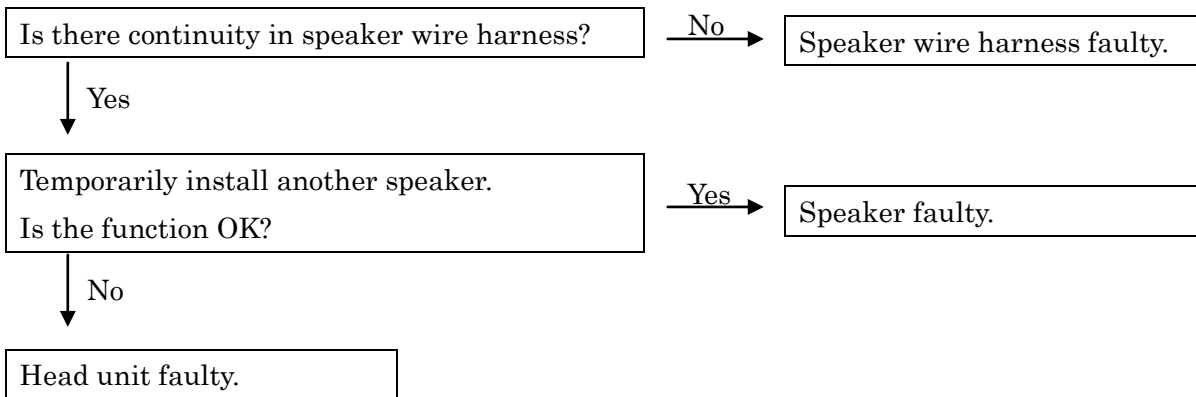 Is there continuity in speaker wire harness?
No
Speaker wire harness faulty.
Yes
Temporarily install another speaker.
Is the function OK?
Yes
Speaker faulty.
No
Head unit faulty.